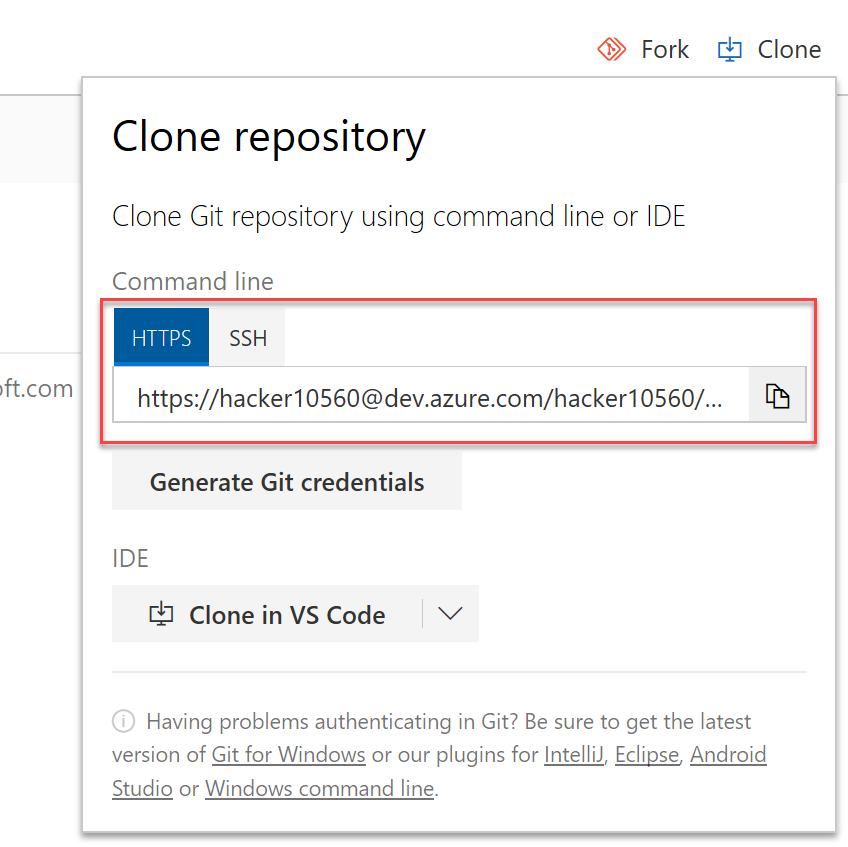 Fork Clone
Clone repository
Clone Git repository using command line or IDE
Command line
HTTPS SSH
oft.com
https://hacker10560@dev.azure.com/hacker10560/...
Generate Git credentials
IDE
Clone in VS Code
Having problems authenticating in Git? Be sure to get the latest
version of Git for Windows or our plugins for IntelliJ, Eclipse, Android
Studio or Windows command line.